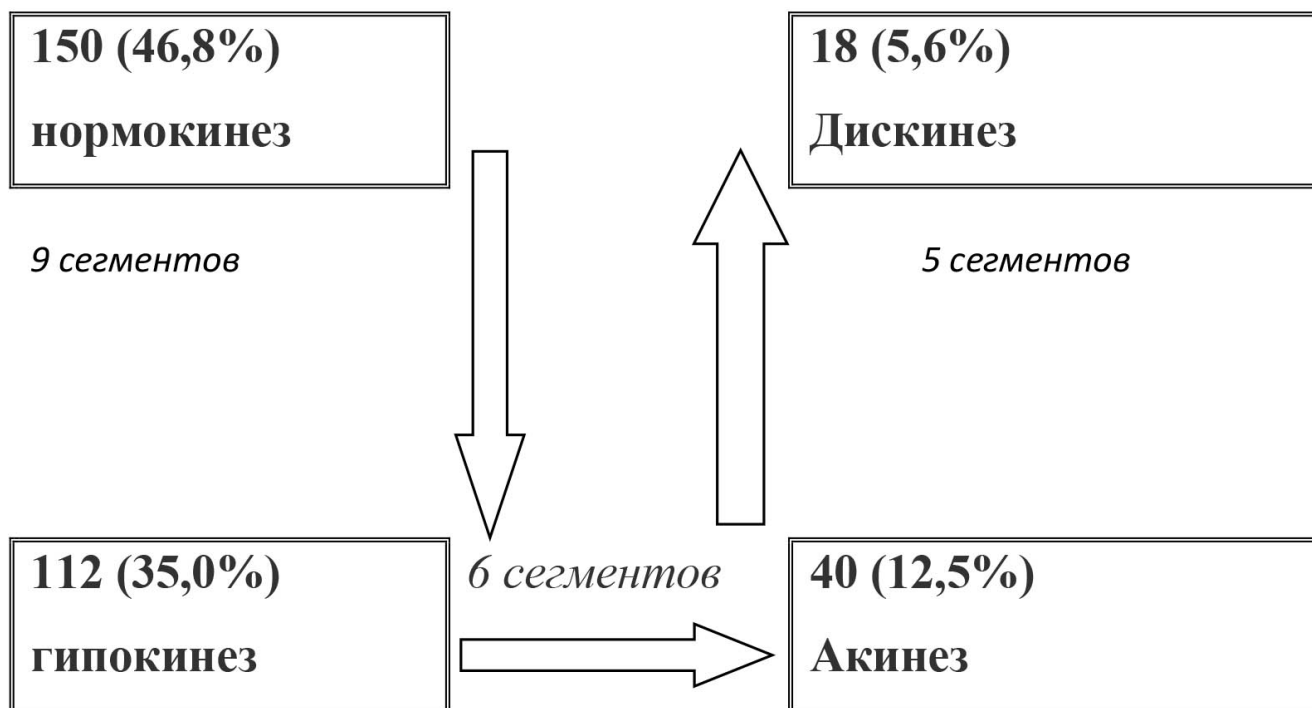 150 (46,8%)
нормокинез
18 (5,6%)
Дискинез
9 сегментов
5 сегментов
112 (35,0%)
гипокинез
6 сегментов
40 (12,5%)
Акинез